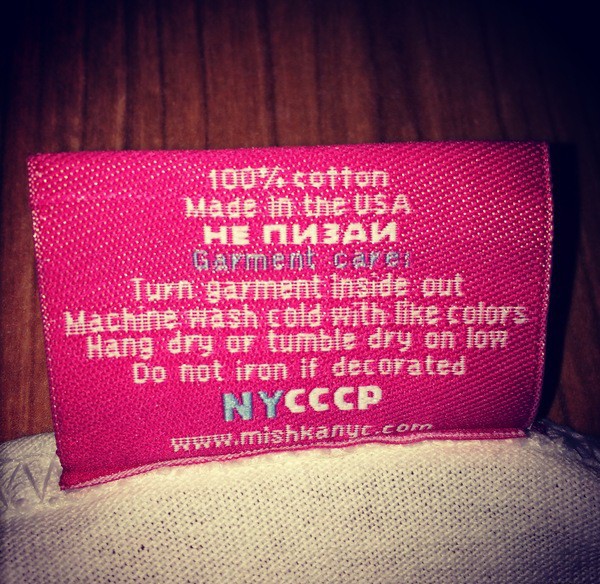 100% cotton
Made in the USA
НЕ ПИЗАИ
Garment care:
Turn garment inside out
Machine wash cold with like colors
Hang dry or tumble dry on low
Do not iron if decorated
NYCCCP
www.mishkanyc.com